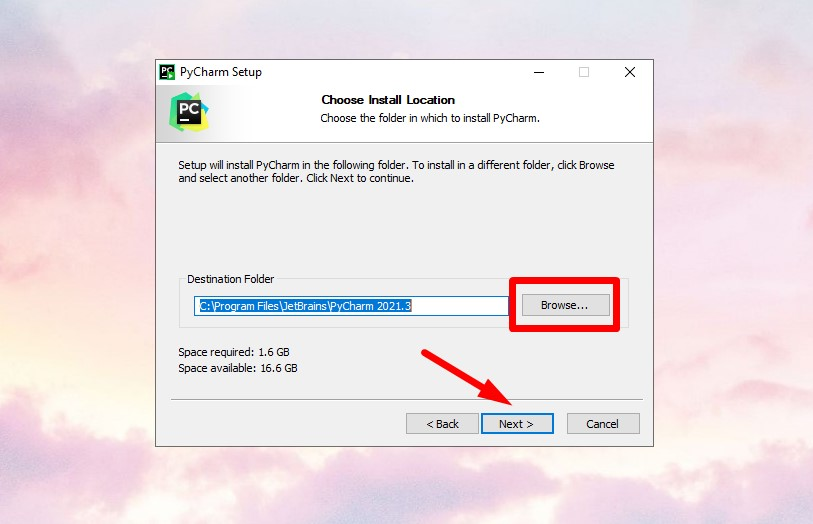 PC PyCharm Setup
PC
Choose Install Location
Choose the folder in which to install PyCharm.
Setup will install PyCharm in the following folder. To install in a different folder, click Browse
and select another folder. Click Next to continue.
Destination Folder
C:\Program Files\JetBrains\PyCharm 2021.3
Browse...
Space required: 1.6 GB
Space available: 16.6 GB
< Back Next > Cancel